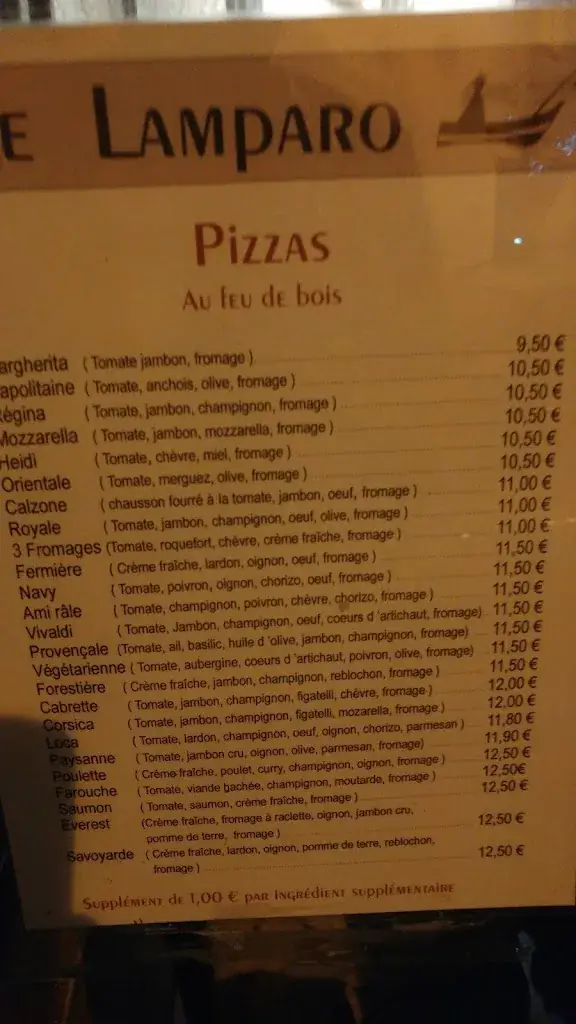 E LAMPARO
Pizzas
Au feu de bois
argherita ( Tomate jambon, fromage ) 9,50 €
apolitaine ( Tomate, anchois, olive, fromage ) 10,50 €
Régina ( Tomate, jambon, champignon, fromage ) 10,50 €
Mozzarella ( Tomate, jambon, mozzarella, fromage ) 10,50 €
Heidi ( Tomate, chèvre, miel, fromage ) 10,50 €
Orientale ( Tomate, merguez, olive, fromage ) 10,50 €
Calzone ( chausson fourré à la tomate, jambon, oeuf, fromage ) 11,00 €
Royale ( Tomate, jambon, champignon, oeuf, olive, fromage ) 11,00 €
3 Fromages (Tomate, roquefort, chèvre, crème fraîche, fromage ) 11,00 €
Fermière ( Crème fraîche, lardon, oignon, oeuf, fromage ) 11,50 €
Navy ( Tomate, poivron, oignon, chorizo, oeuf, fromage ) 11,50 €
Ami râle ( Tomate, champignon, poivron, chèvre, chorizo, fromage ) 11,50 €
Vivaldi ( Tomate, Jambon, champignon, oeuf, coeurs d 'artichaut, fromage) 11,50 €
Provençale (Tomate, ail, basilic, huile d 'olive, jambon, champignon, fromage) 11,50 €
Végétarienne ( Tomate, aubergine, coeurs d 'artichaut, poivron, olive, fromage) 11,50 €
Forestière ( Crème fraîche, jambon, champignon, reblochon, fromage ) 11,50 €
Cabrette ( Tomate, jambon, champignon, figatelli, chèvre, fromage ) 12,00 €
Corsica ( Tomate, jambon, champignon, figatelli, mozarella, fromage ) 12,00 €
Loca ( Tomate, lardon, champignon, oeuf, oignon, chorizo, parmesan ) 11,80 €
Paysanne ( Tomate, jambon cru, oignon, olive, parmesan, fromage) 11,90 €
Poulette ( Crème fraîche, poulet, curry, champignon, oignon, fromage ) 12,50 €
Farouche ( Tomate, viande hachée, champignon, moutarde, fromage ) 12,50€
Saumon ( Tomate, saumon, crème fraîche, fromage ) 12,50 €
Everest (Crème fraîche, fromage à raclette, oignon, jambon cru,
pomme de terre, fromage ) 12,50 €
Savoyarde ( Crème fraîche, lardon, oignon, pomme de terre, reblochon,
fromage ) 12,50 €
Supplément de 1,00 € par ingrédient supplémentaire